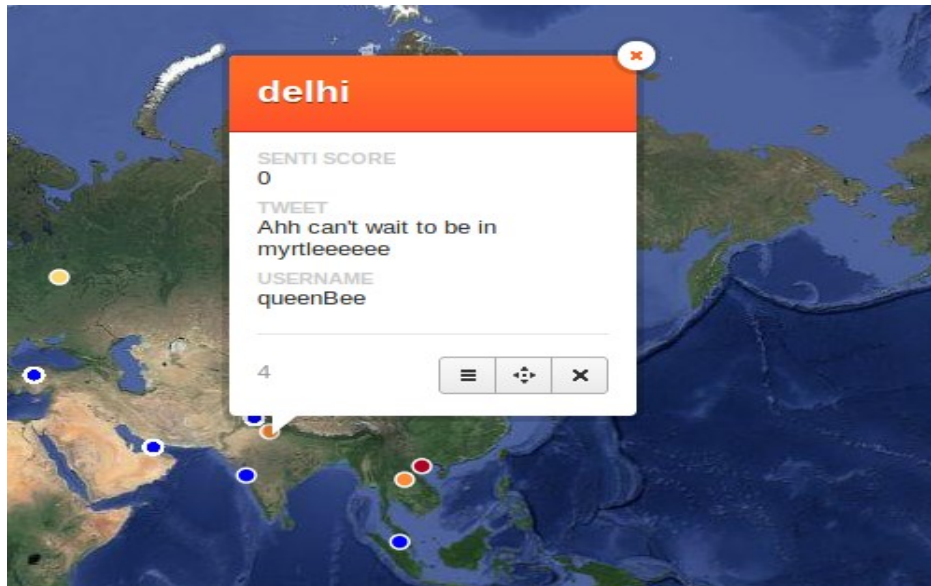 delhi
SENTI SCORE
0
TWEET
Ahh can't wait to be in
myrtleeeeee
USERNAME
queenBee
4